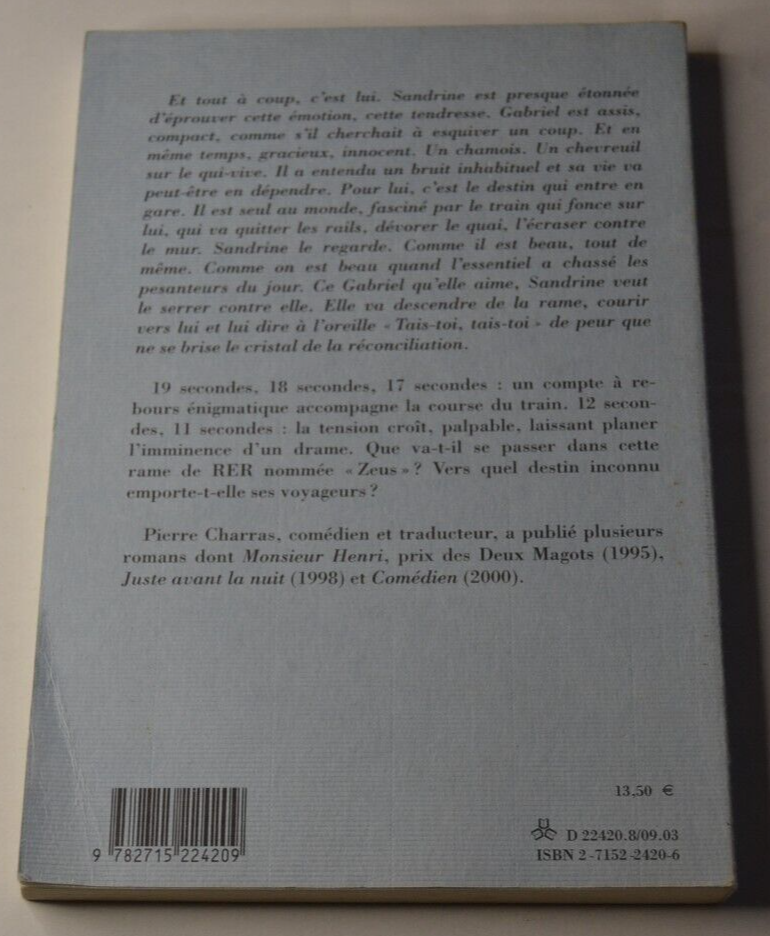 Et tout à coup, c'est lui. Sandrine est presque étonnée
d'éprouver cette émotion, cette tendresse. Gabriel est assis,
compact, comme s'il cherchait à esquiver un coup. Et en
même temps, gracieux, innocent. Un chamois. Un chevreuil
sur le qui-vive. Il a entendu un bruit inhabituel et sa vie va
peut-être en dépendre. Pour lui, c'est le destin qui entre en
gare. Il est seul au monde, fasciné par le train qui fonce sur
lui, qui va quitter les rails, dévorer le quai, l'écraser contre
le mur. Sandrine le regarde. Comme il est beau, tout de
même. Comme on est beau quand l'essentiel a chassé les
pesanteurs du jour. Ce Gabriel qu'elle aime, Sandrine veut
le serrer contre elle. Elle va descendre de la rame, courir
vers lui et lui dire à l'oreille « Tais-toi, tais-toi » de peur que
ne se brise le cristal de la réconciliation.
19 secondes, 18 secondes, 17 secondes : un compte à re-
bours énigmatique accompagne la course du train. 12 secon-
des, 11 secondes : la tension croît, palpable, laissant planer
l'imminence d'un drame. Que va-t-il se passer dans cette
rame de RER nommée « Zeus » ? Vers quel destin inconnu
emporte-t-elle ses voyageurs ?
Pierre Charras, comédien et traducteur, a publié plusieurs
romans dont Monsieur Henri, prix des Deux Magots (1995),
Juste avant la nuit (1998) et Comédien (2000).
13,50 €
D 22420.8/09.03
ISBN 2-7152-2420-6
9 782715 224209